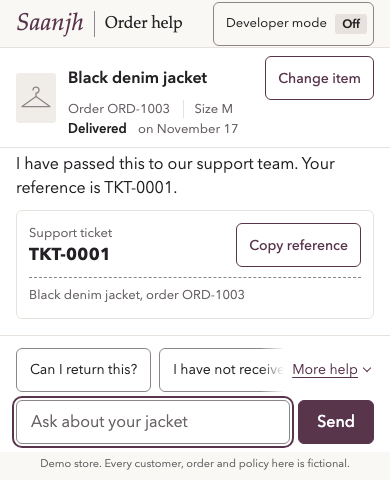 Saanjh Order help Developer mode Off
Black denim jacket
Change item
Order ORD-1003 Size M
Delivered on November 17
I have passed this to our support team. Your
reference is TKT-0001.
Support ticket
TKT-0001
Copy reference
Black denim jacket, order ORD-1003
Can I return this? I have not receive More help
Ask about your jacket Send
Demo store. Every customer, order and policy here is fictional.